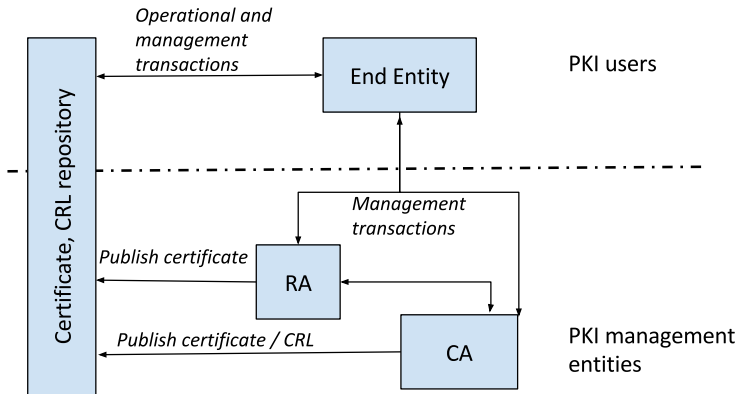 Operational and
management
transactions
End Entity
PKI users
Certificate, CRL repository
Management
transactions
Publish certificate
RA
Publish certificate / CRL
CA
PKI management
entities